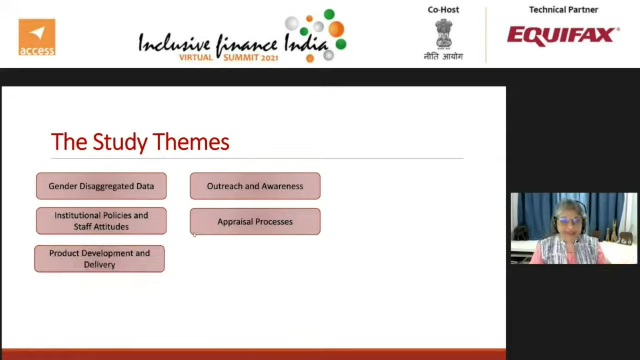 access
Inclusive finance India
VIRTUAL SUMMIT 2021
Co-Host
नीति आयोग
Technical Partner
EQUIFAX
The Study Themes
Gender Disaggregated Data
Outreach and Awareness
Institutional Policies and
Staff Attitudes
Appraisal Processes
Product Development and
Delivery